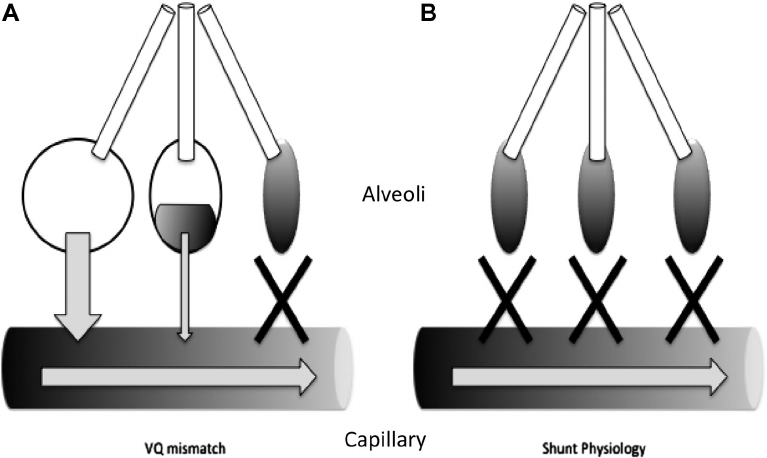 A
B
Alveoli
Capillary
VQ mismatch
Shunt Physiology